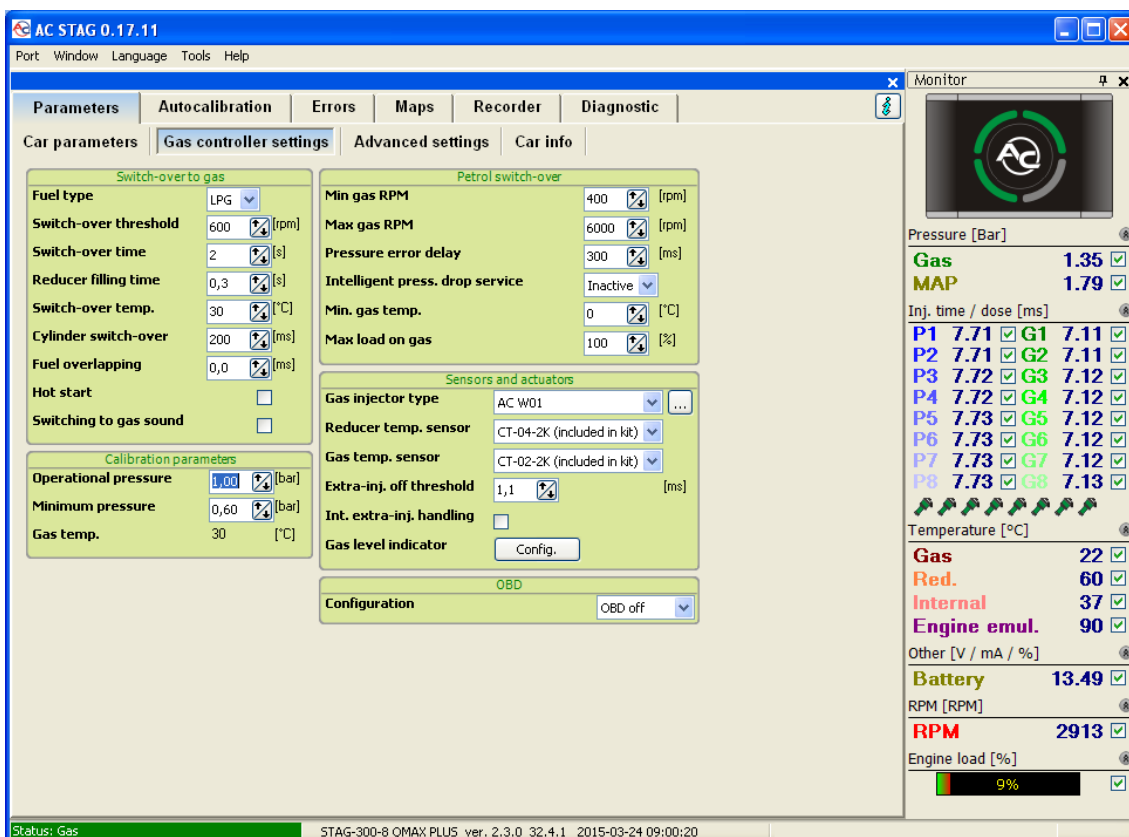 AC STAG 0.17.11
Port Window Language Tools Help
Parameters Autocalibration Errors Maps Recorder Diagnostic
Car parameters Gas controller settings Advanced settings Car info
Switch-over to gas
Fuel type LPG
Switch-over threshold 600 [rpm]
Switch-over time 2 [s]
Reducer filling time 0,3 [s]
Switch-over temp. 30 [°C]
Cylinder switch-over 200 [ms]
Fuel overlapping 0,0 [ms]
Hot start
Switching to gas sound
Calibration parameters
Operational pressure 1,00 [bar]
Minimum pressure 0,60 [bar]
Gas temp. 30 [°C]
Petrol switch-over
Min gas RPM 400 [rpm]
Max gas RPM 6000 [rpm]
Pressure error delay 300 [ms]
Intelligent press. drop service Inactive
Min. gas temp. 0 [°C]
Max load on gas 100 [%]
Sensors and actuators
Gas injector type AC W01 ...
Reducer temp. sensor CT-04-2K (included in kit)
Gas temp. sensor CT-02-2K (included in kit)
Extra-inj. off threshold 1,1 [ms]
Int. extra-inj. handling
Gas level indicator Config.
OBD
Configuration OBD off
Monitor
AC
Pressure [Bar]
Gas 1.35
MAP 1.79
Inj. time / dose [ms]
P1 7.71 G1 7.11
P2 7.71 G2 7.11
P3 7.72 G3 7.12
P4 7.72 G4 7.12
P5 7.73 G5 7.12
P6 7.73 G6 7.12
P7 7.73 G7 7.12
P8 7.73 G8 7.13
Temperature [°C]
Gas 22
Red. 60
Internal 37
Engine emul. 90
Other [V / mA / %]
Battery 13.49
RPM [RPM]
RPM 2913
Engine load [%]
9%
Status: Gas STAG-300-8 QMAX PLUS ver. 2.3.0 32.4.1 2015-03-24 09:00:20